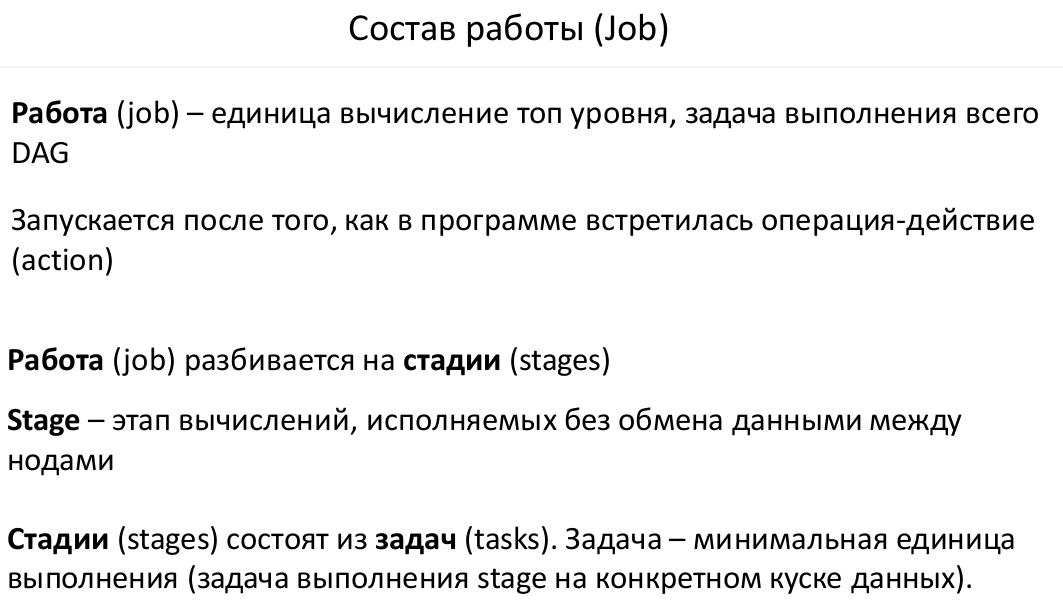 Состав работы (Job)
Работа (job) – единица вычисление топ уровня, задача выполнения всего
DAG
Запускается после того, как в программе встретилась операция-действие
(action)
Работа (job) разбивается на стадии (stages)
Stage – этап вычислений, исполняемых без обмена данными между
нодами
Стадии (stages) состоят из задач (tasks). Задача – минимальная единица
выполнения (задача выполнения stage на конкретном куске данных).